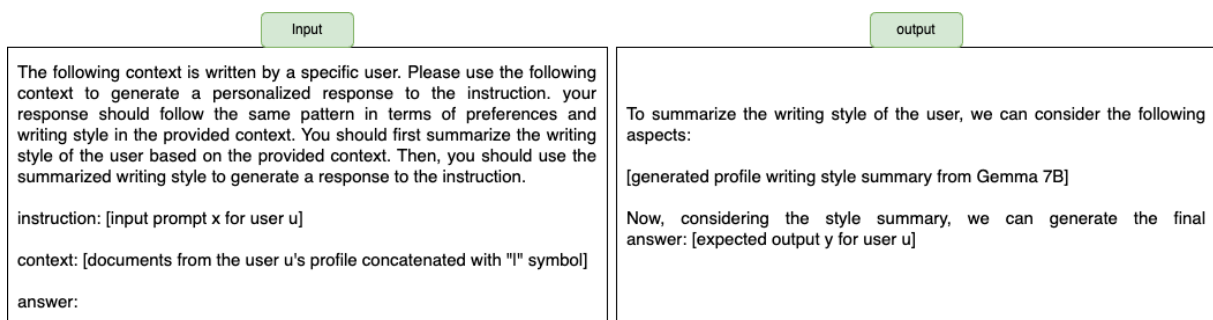 Input
The following context is written by a specific user. Please use the following
context to generate a personalized response to the instruction. your
response should follow the same pattern in terms of preferences and
writing style in the provided context. You should first summarize the writing
style of the user based on the provided context. Then, you should use the
summarized writing style to generate a response to the instruction.
instruction: [input prompt x for user u]
context: [documents from the user u's profile concatenated with "|" symbol]
answer:
output
To summarize the writing style of the user, we can consider the following
aspects:
[generated profile writing style summary from Gemma 7B]
Now, considering the style summary, we can generate the final
answer: [expected output y for user u]